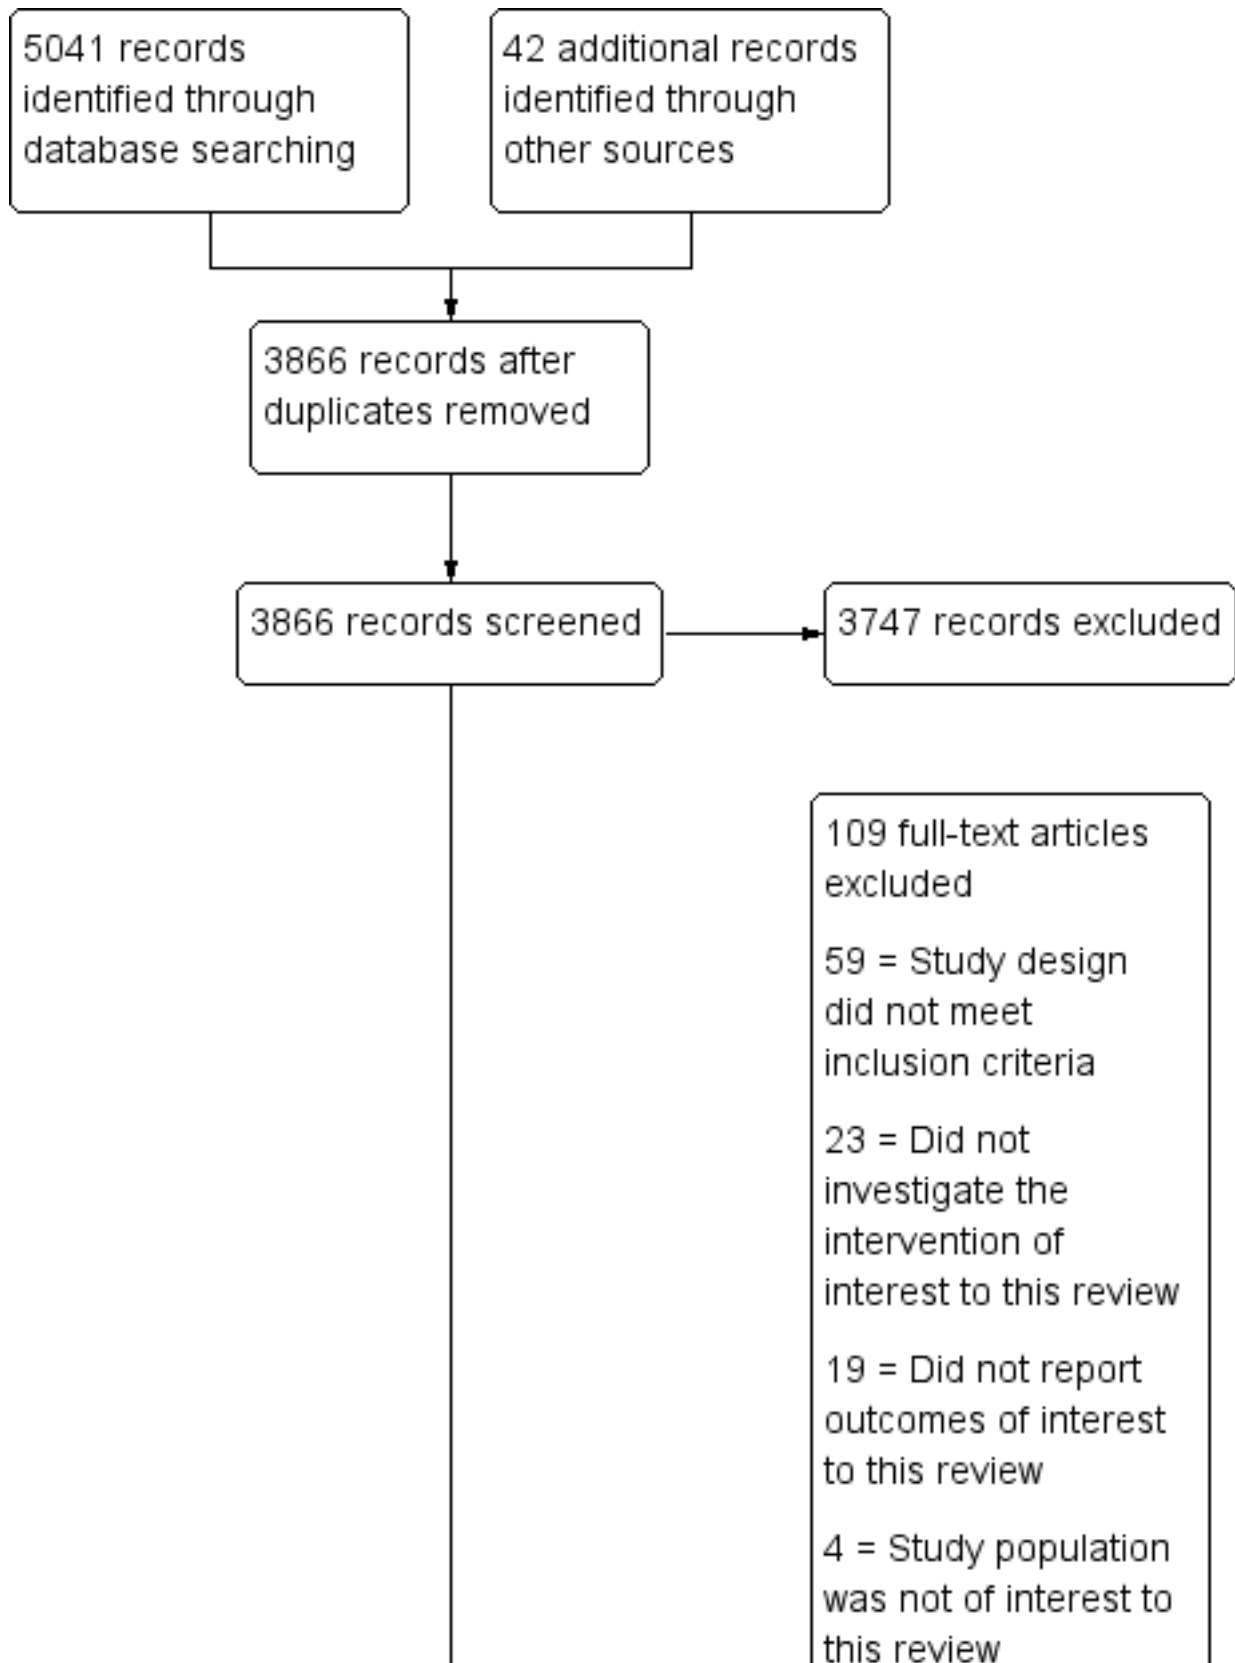 5041 records
identified through
database searching
42 additional records
identified through
other sources
3866 records after
duplicates removed
3866 records screened
3747 records excluded
109 full-text articles
excluded
59 = Study design
did not meet
inclusion criteria
23 = Did not
investigate the
intervention of
interest to this review
19 = Did not report
outcomes of interest
to this review
4 = Study population
was not of interest to
this review